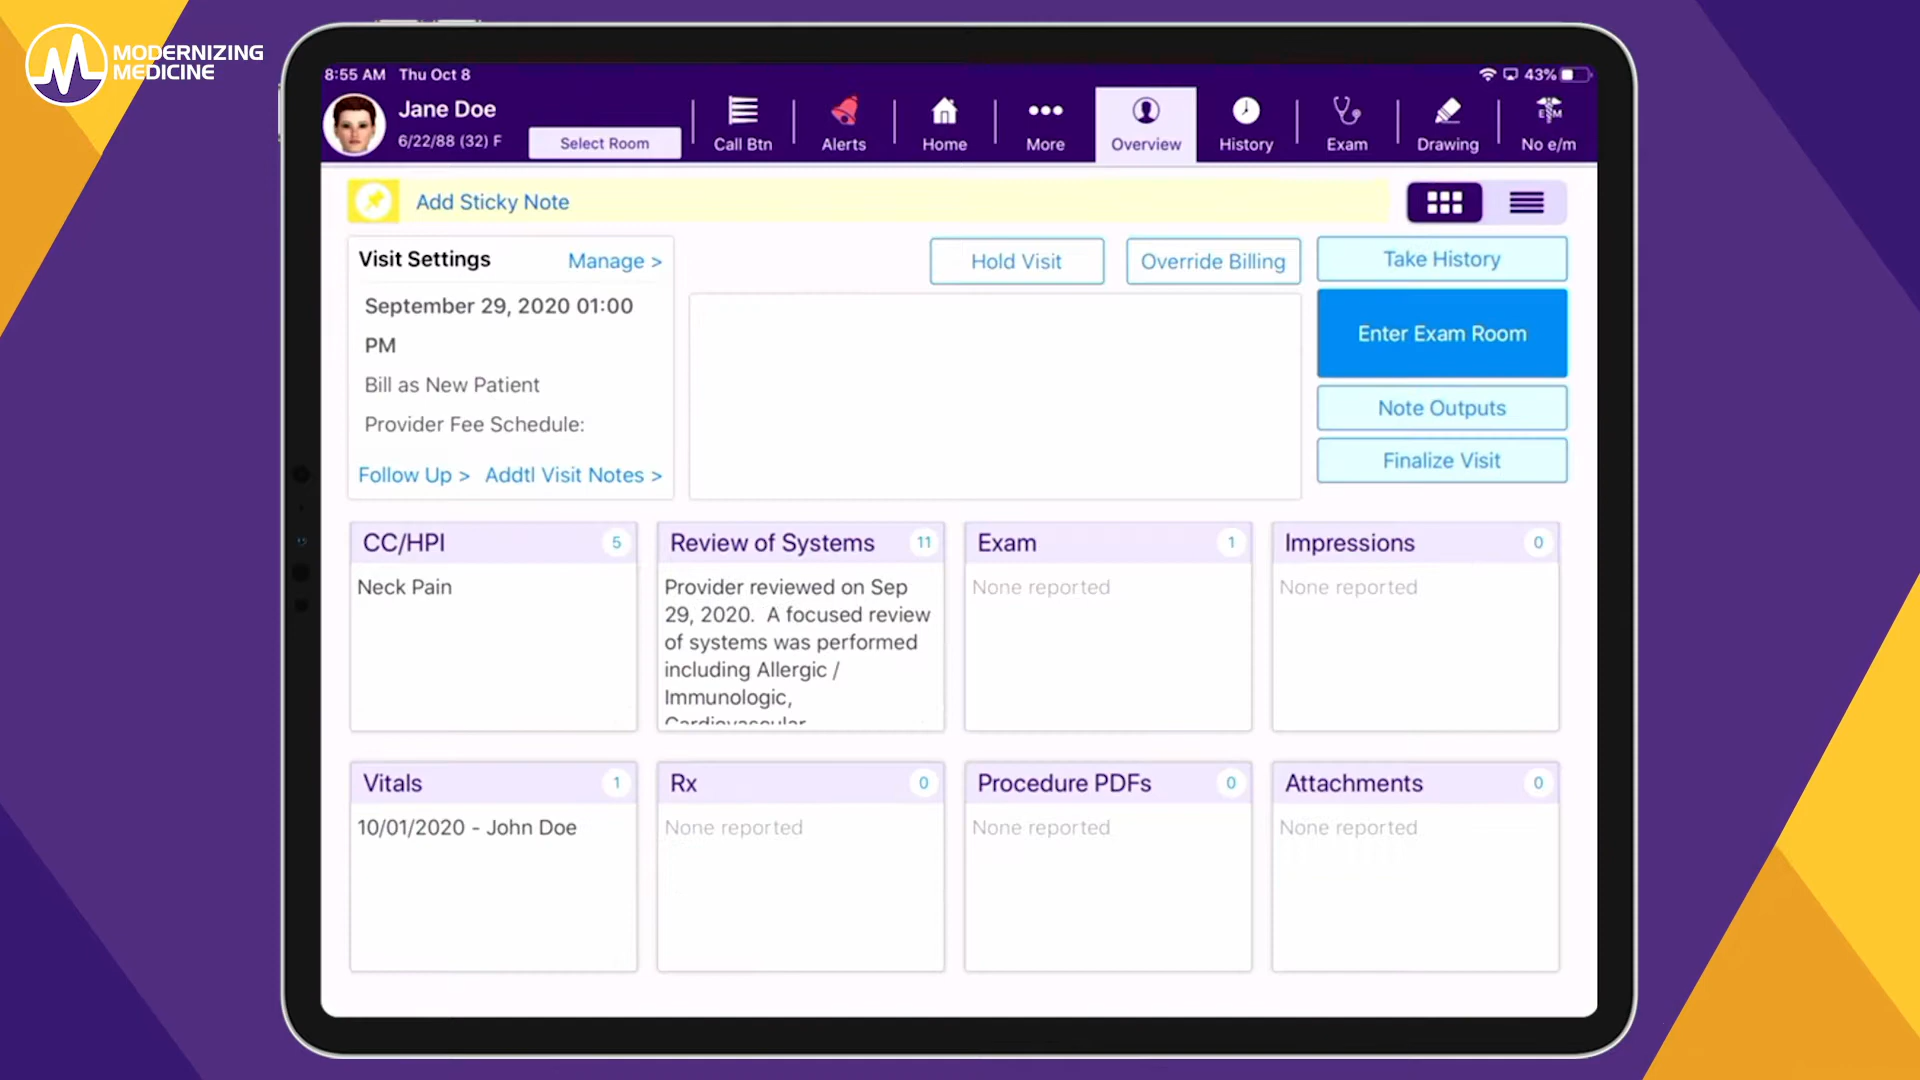 MODERNIZING
MEDICINE
8:55 AM Thu Oct 8
43%
Jane Doe
6/22/88 (32) F
Select Room
Call Btn
Alerts
Home
More
Overview
History
Exam
Drawing
E&M
No e/m
Add Sticky Note
Visit Settings
Manage >
September 29, 2020 01:00
PM
Bill as New Patient
Provider Fee Schedule:
Follow Up >
Addtl Visit Notes >
Hold Visit
Override Billing
Take History
Enter Exam Room
Note Outputs
Finalize Visit
CC/HPI 5
Neck Pain
Review of Systems 11
Provider reviewed on Sep
29, 2020. A focused review
of systems was performed
including Allergic /
Immunologic,
Cardiovascular
Exam 1
None reported
Impressions 0
None reported
Vitals 1
10/01/2020 - John Doe
Rx 0
None reported
Procedure PDFs 0
None reported
Attachments 0
None reported